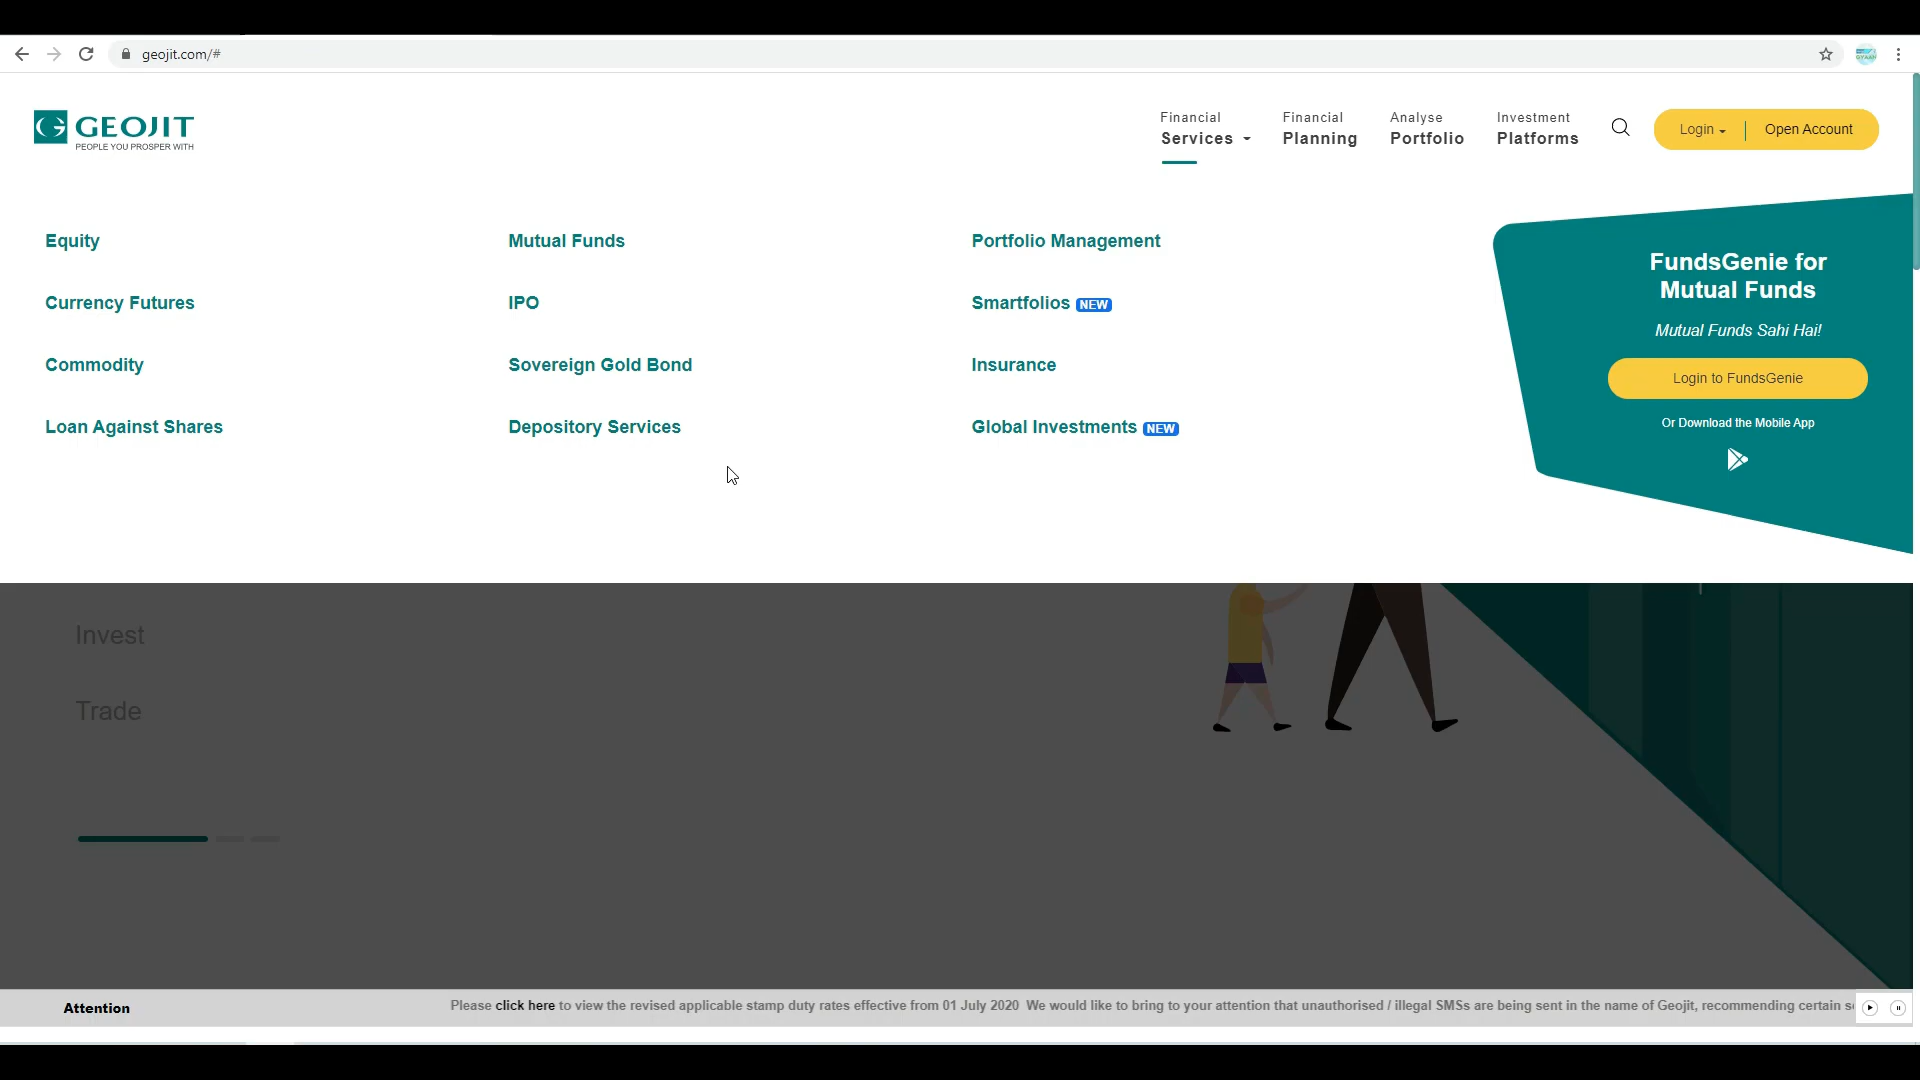 geojit.com/#
GEOJIT
PEOPLE YOU PROSPER WITH
Financial
Services
Financial
Planning
Analyse
Portfolio
Investment
Platforms
Login
Open Account
Equity
Mutual Funds
Portfolio Management
Currency Futures
IPO
Smartfolios NEW
Commodity
Sovereign Gold Bond
Insurance
Loan Against Shares
Depository Services
Global Investments NEW
FundsGenie for
Mutual Funds
Mutual Funds Sahi Hai!
Login to FundsGenie
Or Download the Mobile App
Invest
Trade
Attention
Please click here to view the revised applicable stamp duty rates effective from 01 July 2020 We would like to bring to your attention that unauthorised / illegal SMSs are being sent in the name of Geojit, recommending certain